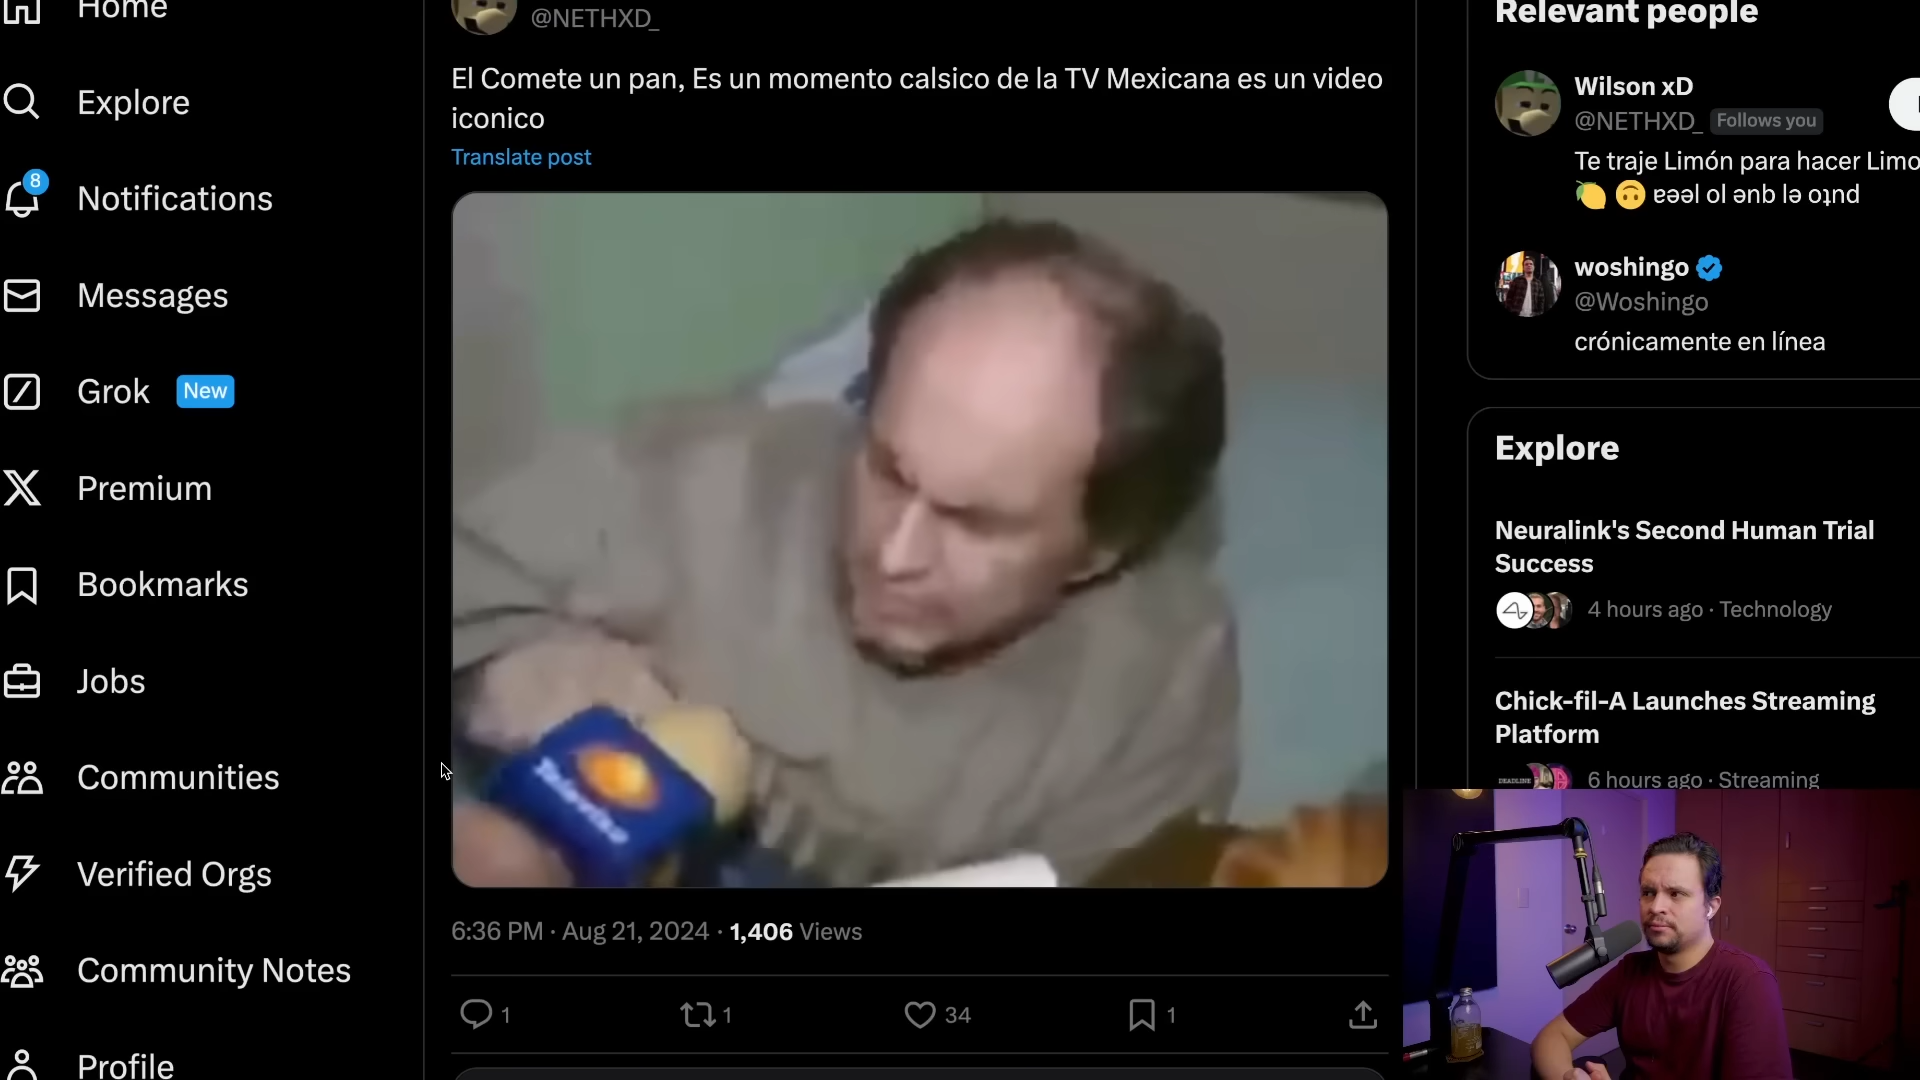 Home
Explore
8
Notifications
Messages
Grok New
Premium
Bookmarks
Jobs
Communities
Verified Orgs
Community Notes
Profile
@NETHXD_
El Comete un pan, Es un momento calsico de la TV Mexicana es un video
iconico
Translate post
Televisa
6:36 PM · Aug 21, 2024 · 1,406 Views
1
1
34
1
Relevant people
Wilson xD
@NETHXD_ Follows you
Te traje Limón para hacer Limo
🍋 🙃 ɐǝǝl ol ǝnb lǝ oʇnd
woshingo
@Woshingo
crónicamente en línea
Explore
Neuralink's Second Human Trial
Success
4 hours ago · Technology
Chick-fil-A Launches Streaming
Platform
DEADLINE
6 hours ago · Streaming